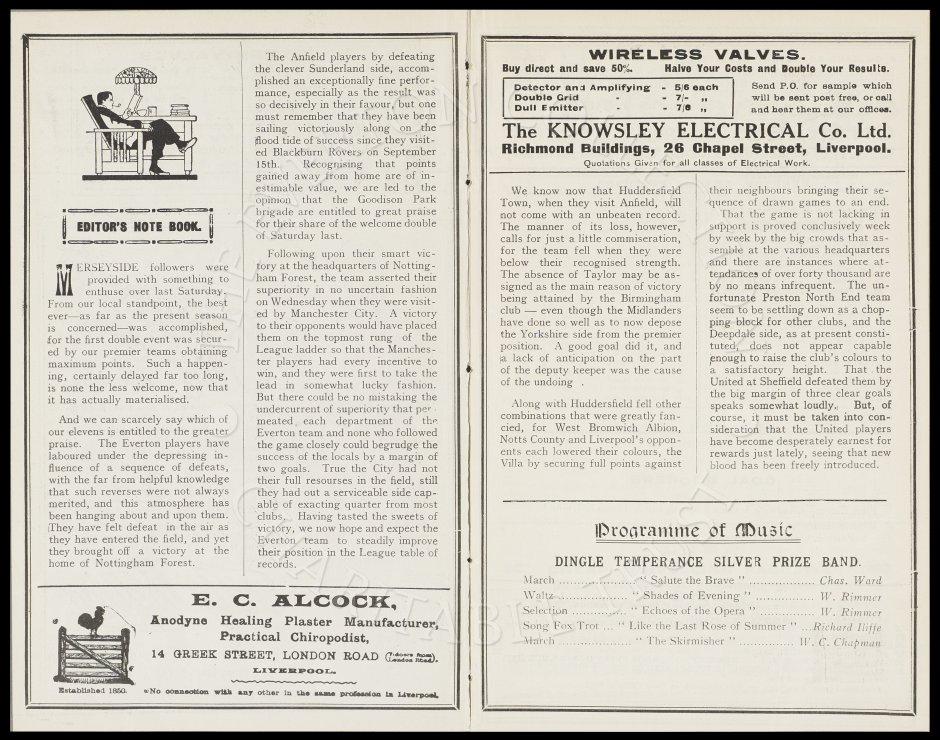 EDITOR'S NOTE BOOK.
MERSEYSIDE followers were
provided with something to
enthuse over last Saturday.
From our local standpoint, the best
ever—as far as the present season
is concerned—was accomplished,
for the first double event was secur-
ed by our premier teams obtaining
maximum points. Such a happen-
ing, certainly delayed far too long,
is none the less welcome, now that
it has actually materialised.
And we can scarcely say which of
our elevens is entitled to the greater
praise. The Everton players have
laboured under the depressing in-
fluence of a sequence of defeats,
with the far from helpful knowledge
that such reverses were not always
merited, and this atmosphere has
been hanging about and upon them.
They have felt defeat in the air as
they have entered the field, and yet
they brought off a victory at the
home of Nottingham Forest.
The Anfield players by defeating
the clever Sunderland side, accom-
plished an exceptionally fine perfor-
mance, especially as the result was
so decisively in their favour, but one
must remember that they have been
sailing victoriously along on the
flood tide of success since they visit-
ed Blackburn Rovers on September
15th. Recognising that points
gained away from home are of in-
estimable value, we are led to the
opinion that the Goodison Park
brigade are entitled to great praise
for their share of the welcome double
of Saturday last.
Following upon their smart vic-
tory at the headquarters of Notting-
ham Forest, the team asserted their
superiority in no uncertain fashion
on Wednesday when they were visit-
ed by Manchester City. A victory
to their opponents would have placed
them on the topmost rung of the
League ladder so that the Manches-
ter players had every incentive to
win, and they were first to take the
lead in somewhat lucky fashion.
But there could be no mistaking the
undercurrent of superiority that per-
meated each department of the
Everton team and none who followed
the game closely could begrudge the
success of the locals by a margin of
two goals. True the City had not
their full resourses in the field, still
they had out a serviceable side cap-
able of exacting quarter from most
clubs. Having tasted the sweets of
victory, we now hope and expect the
Everton team to steadily improve
their position in the League table of
records.
E. C. ALCOCK,
Anodyne Healing Plaster Manufacturer,
Practical Chiropodist,
14 GREEK STREET, LONDON ROAD (7 doors from London Road).
LIVERPOOL.
Established 1850. No connection with any other in the same profession in Liverpool.
WIRELESS VALVES.
Buy direct and save 50%. Halve Your Costs and Double Your Results.
Detector and Amplifying - 5/6 each
Double Grid - - 7/- „
Dull Emitter - - 7/6 „
Send P.O. for sample which
will be sent post free, or call
and hear them at our offices.
The KNOWSLEY ELECTRICAL Co. Ltd.
Richmond Buildings, 26 Chapel Street, Liverpool.
Quotations Given for all classes of Electrical Work.
We know now that Huddersfield
Town, when they visit Anfield, will
not come with an unbeaten record.
The manner of its loss, however,
calls for just a little commiseration,
for the team fell when they were
below their recognised strength.
The absence of Taylor may be as-
signed as the main reason of victory
being attained by the Birmingham
club — even though the Midlanders
have done so well as to now depose
the Yorkshire side from the premier
position. A good goal did it, and
a lack of anticipation on the part
of the deputy keeper was the cause
of the undoing .
Along with Huddersfield fell other
combinations that were greatly fan-
cied, for West Bromwich Albion,
Notts County and Liverpool's oppon-
ents each lowered their colours, the
Villa by securing full points against
their neighbours bringing their se-
quence of drawn games to an end.
That the game is not lacking in
support is proved conclusively week
by week by the big crowds that as-
semble at the various headquarters
and there are instances where at-
tendances of over forty thousand are
by no means infrequent. The un-
fortunate Preston North End team
seem to be settling down as a chop-
ping block for other clubs, and the
Deepdale side, as at present consti-
tuted, does not appear capable
enough to raise the club's colours to
a satisfactory height. That the
United at Sheffield defeated them by
the big margin of three clear goals
speaks somewhat loudly. But, of
course, it must be taken into con-
sideration that the United players
have become desperately earnest for
rewards just lately, seeing that new
blood has been freely introduced.
Programme of Music
DINGLE TEMPERANCE SILVER PRIZE BAND.
March .................. " Salute the Brave " ................ Chas. Ward
Waltz .................. " Shades of Evening " ............... W. Rimmer
Selection ............. " Echoes of the Opera " ............ W. Rimmer
Song Fox Trot ... " Like the Last Rose of Summer " ...Richard Iliffe
March .................... " The Skirmisher " ............... W. C. Chapman